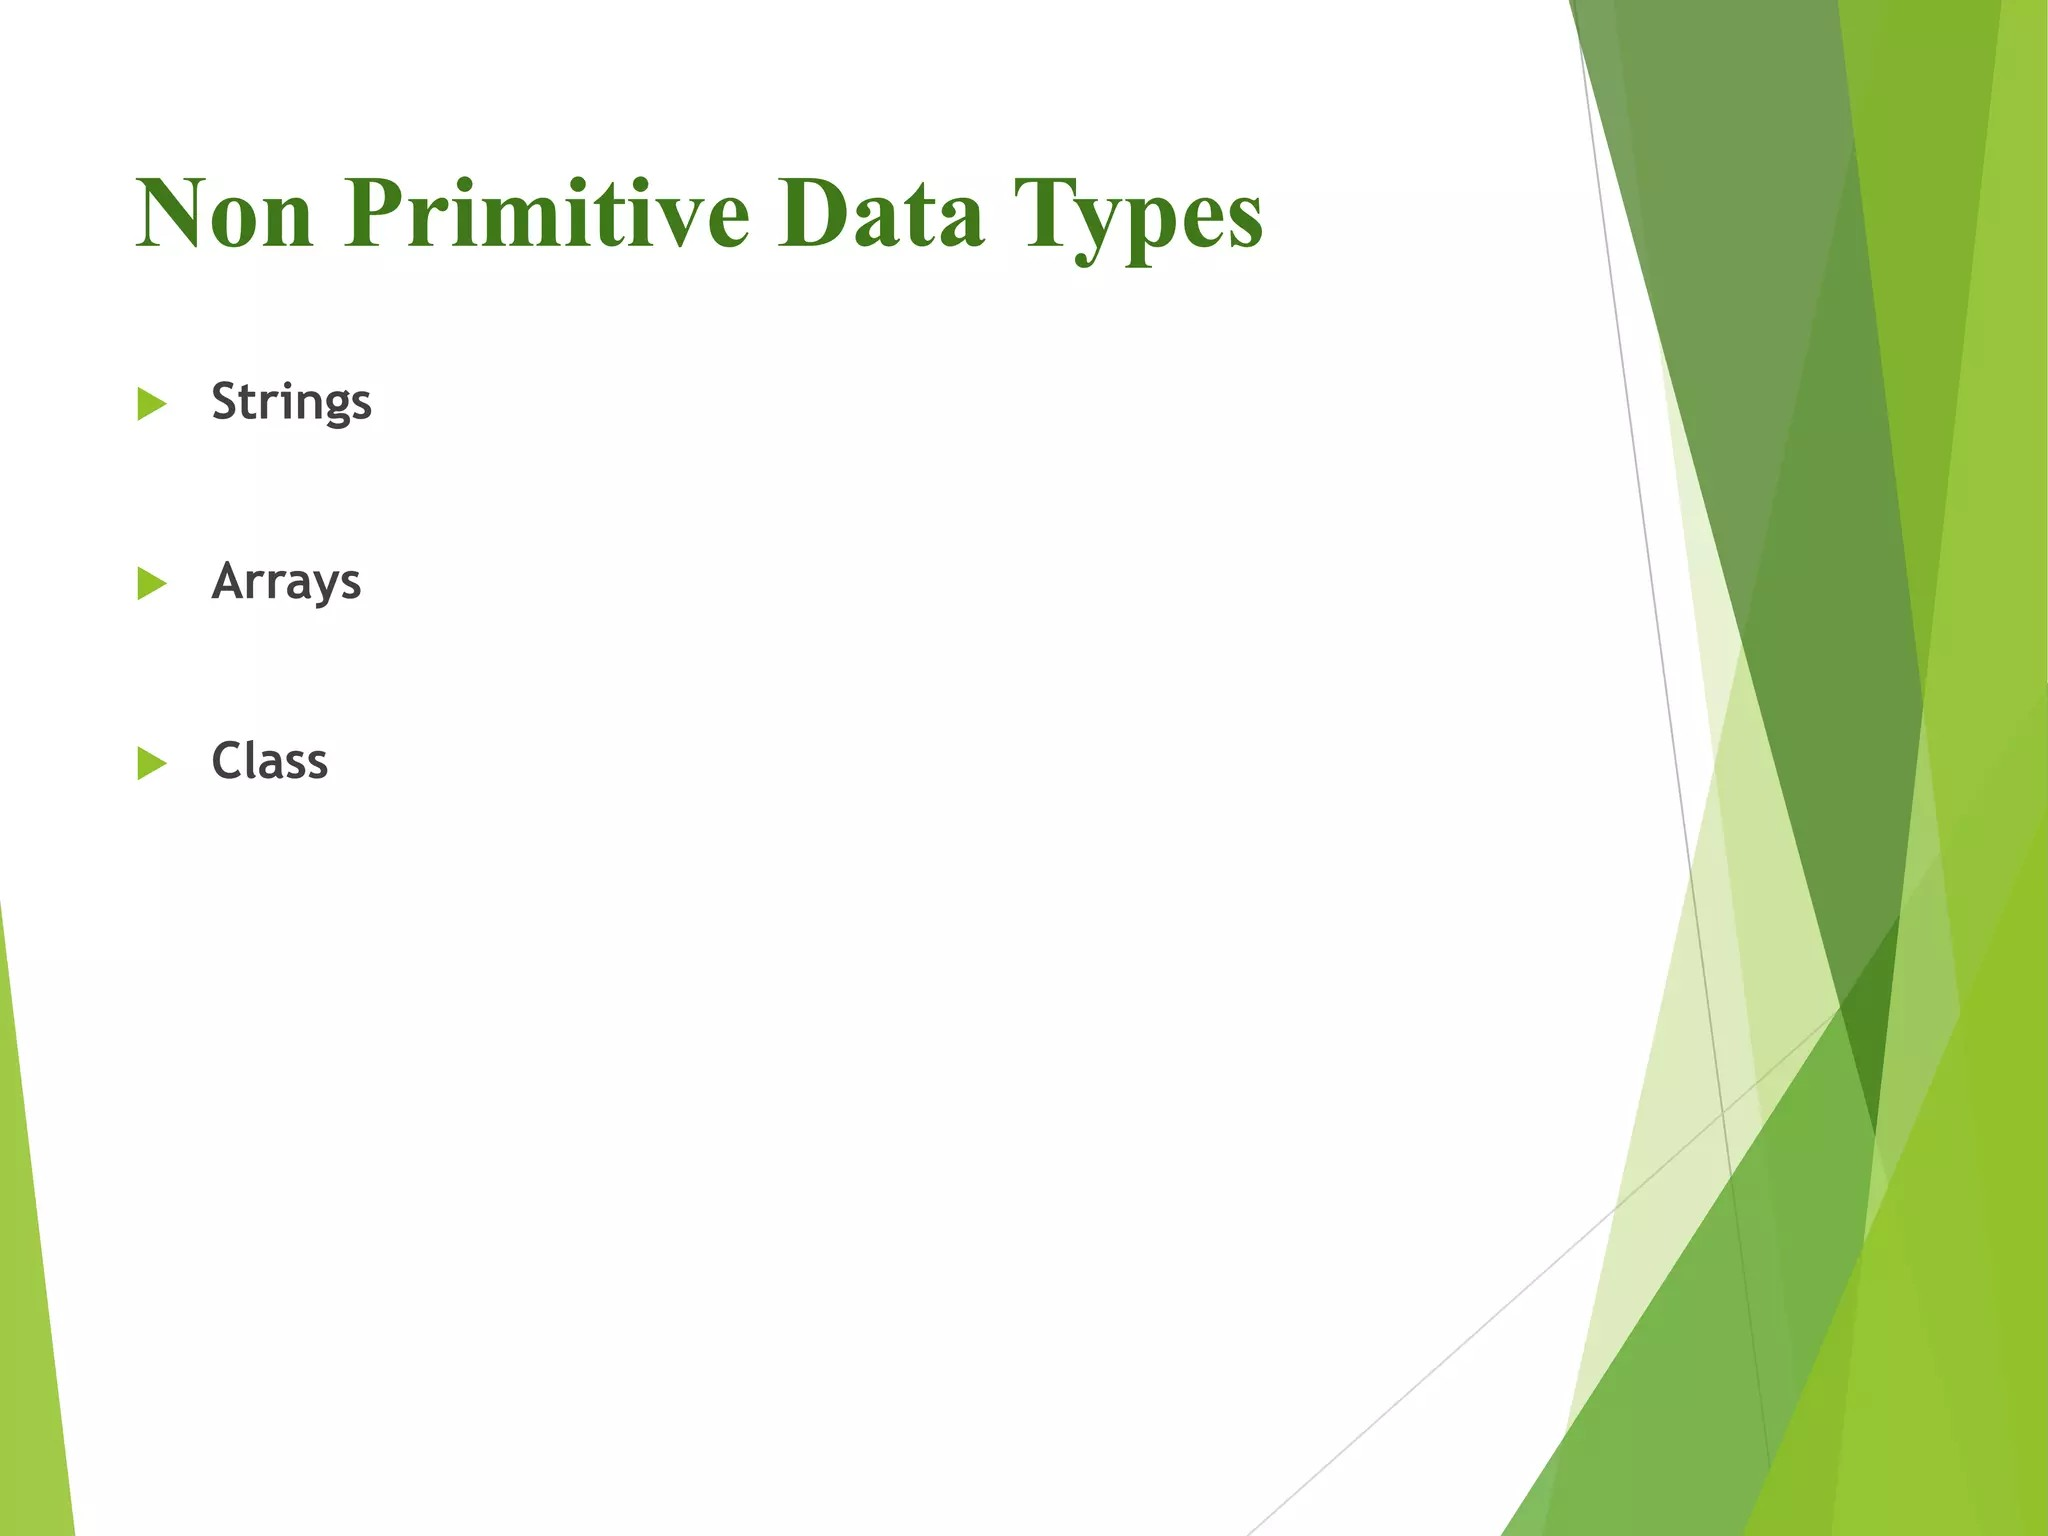 Non Primitive Data Types
Strings
Arrays
Class